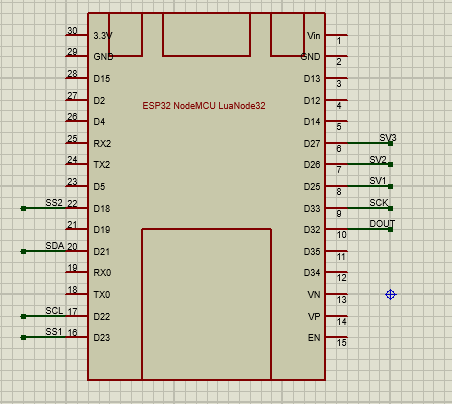 30 3.3V Vin 1
29 GND GND 2
28 D15 D13 3
27 D2 ESP32 NodeMCU LuaNode32 D12 4
26 D4 D14 5
25 RX2 D27 6 SV3
24 TX2 D26 7 SV2
23 D5 D25 8 SV1
SS2 22 D18 D33 9 SCK
21 D19 D32 10 DOUT
SDA 20 D21 D35 11
19 RX0 D34 12
18 TX0 VN 13
SCL 17 D22 VP 14
SS1 16 D23 EN 15